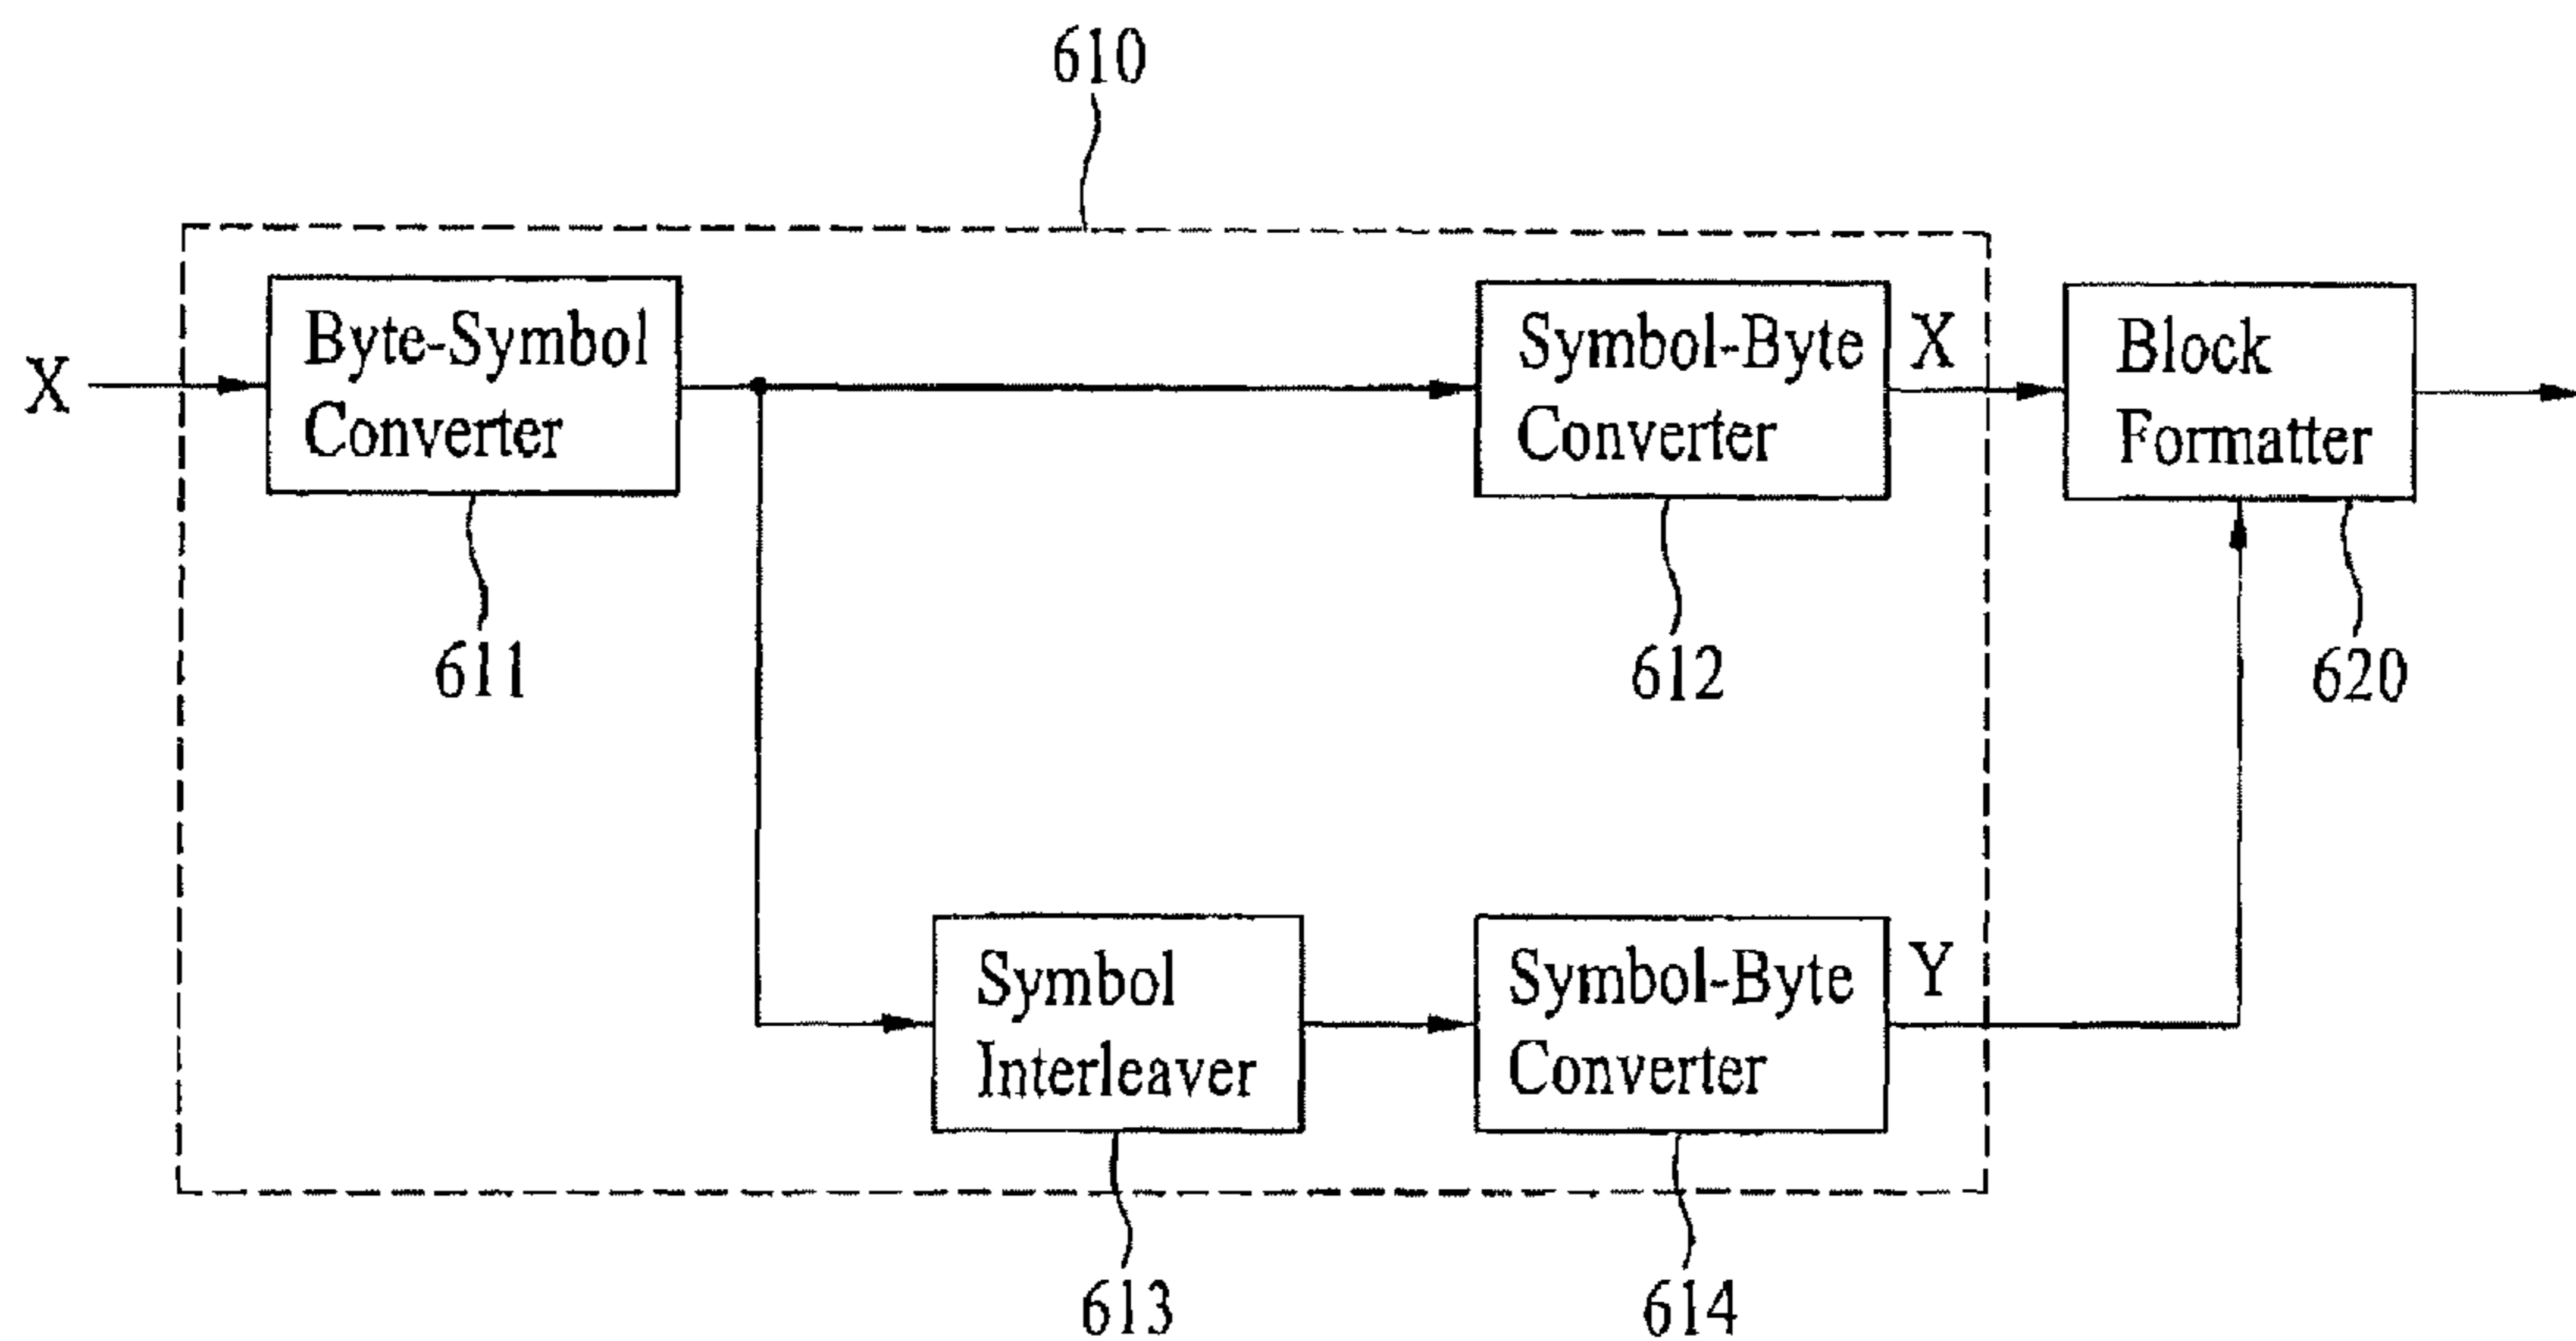 610
X
Byte-Symbol
Converter
611
Symbol-Byte
Converter
612
X
Block
Formatter
620
Symbol
Interleaver
613
Symbol-Byte
Converter
614
Y